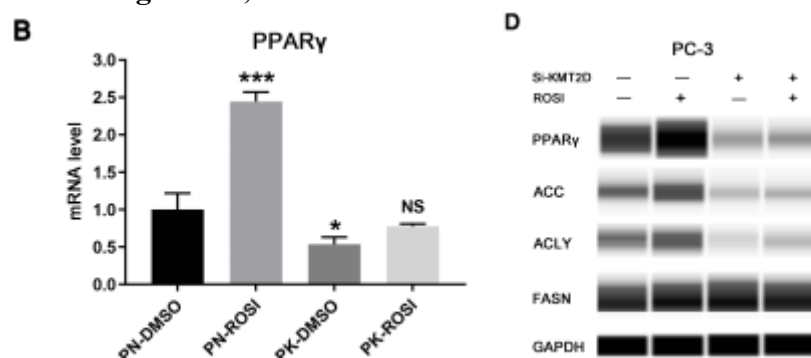 B
PPARγ
***
*
NS
3.0
2.5
2.0
1.5
1.0
0.5
0.0
mRNA level
PN-DMSO
PN-ROSI
PK-DMSO
PK-ROSI
D
PC-3
Si-KMT2D — — + +
ROSI — + — +
PPARγ
ACC
ACLY
FASN
GAPDH